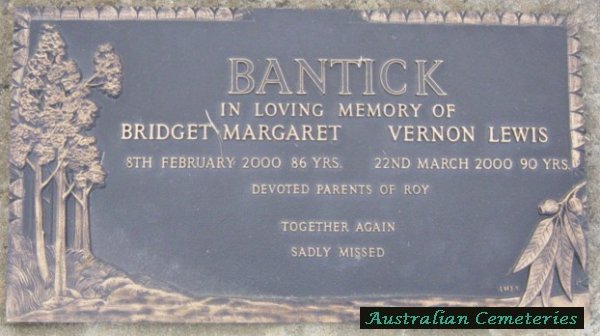 BANTICK
IN LOVING MEMORY OF
BRIDGET MARGARET VERNON LEWIS
8TH FEBRUARY 2000 86 YRS. 22ND MARCH 2000 90 YRS.
DEVOTED PARENTS OF ROY
TOGETHER AGAIN
SADLY MISSED
Australian Cemeteries